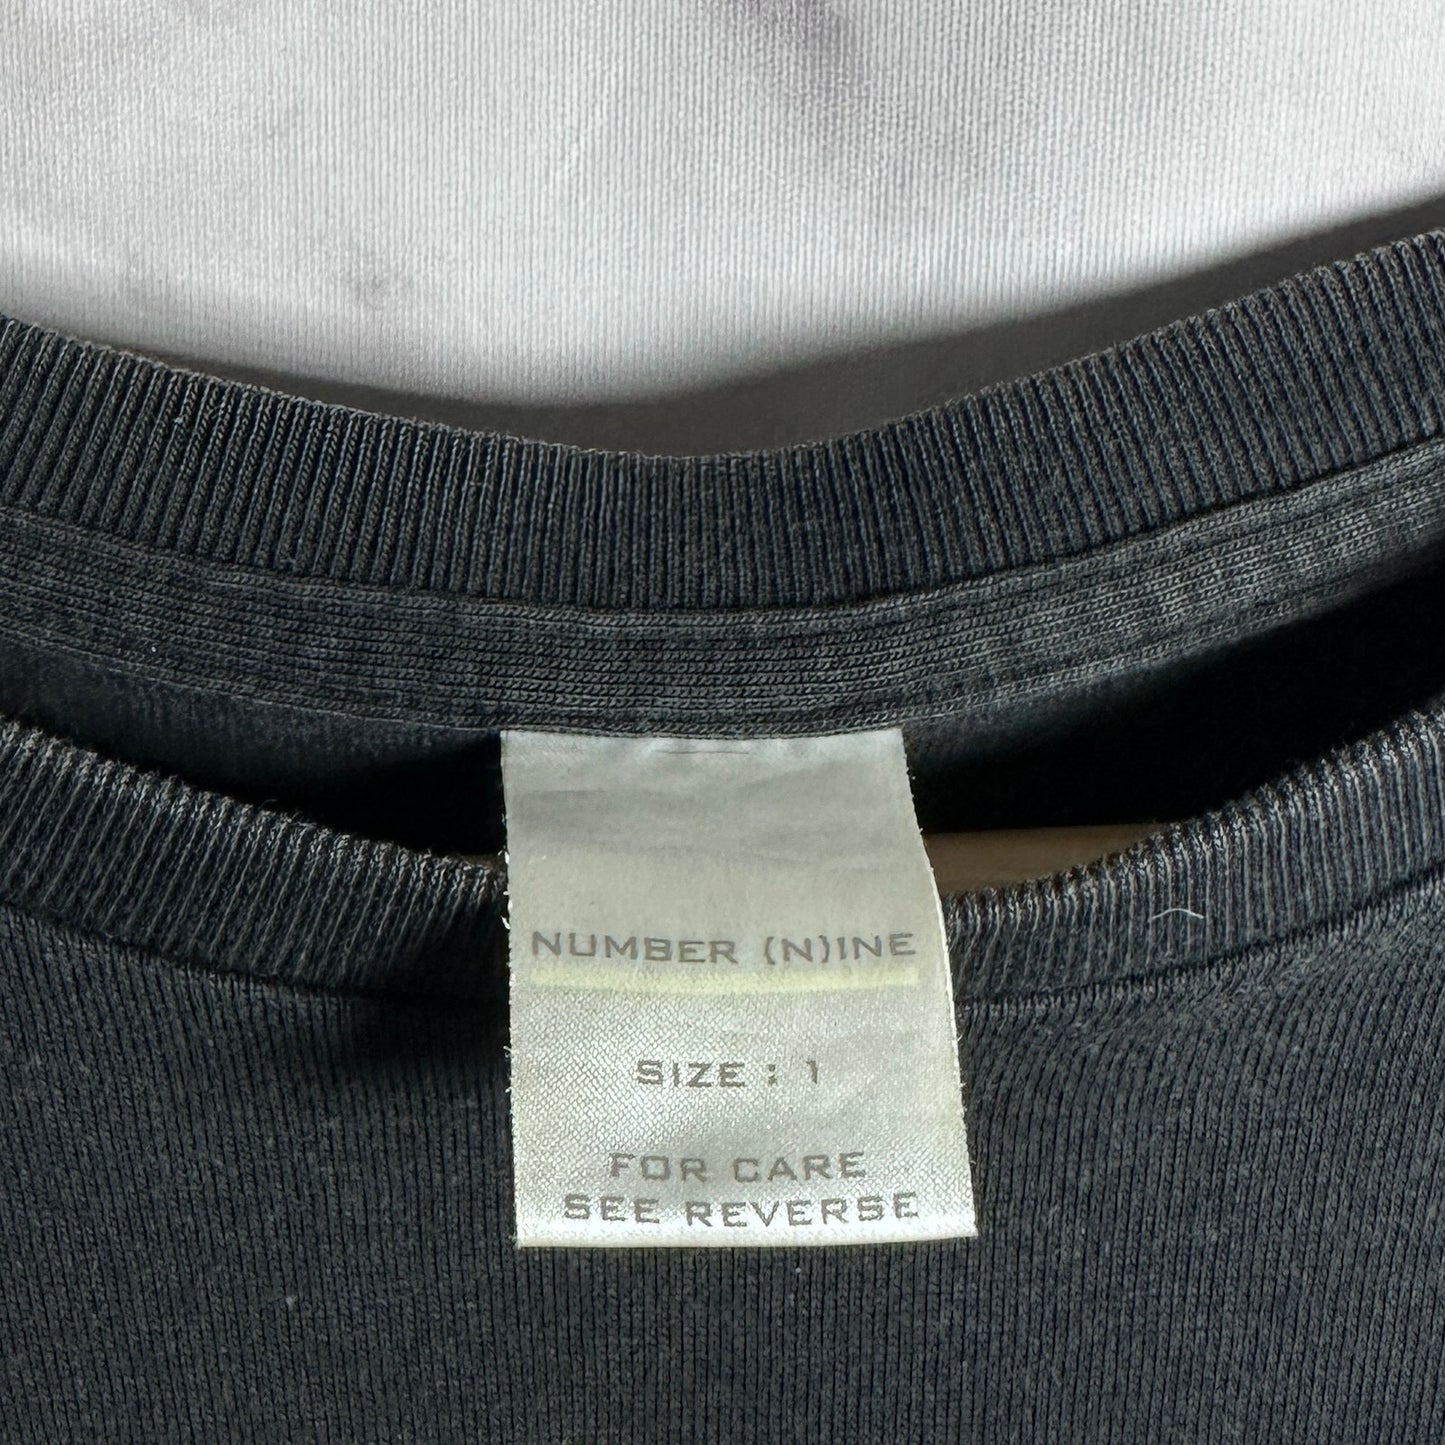 NUMBER (N)INE
SIZE : 1
FOR CARE
SEE REVERSE